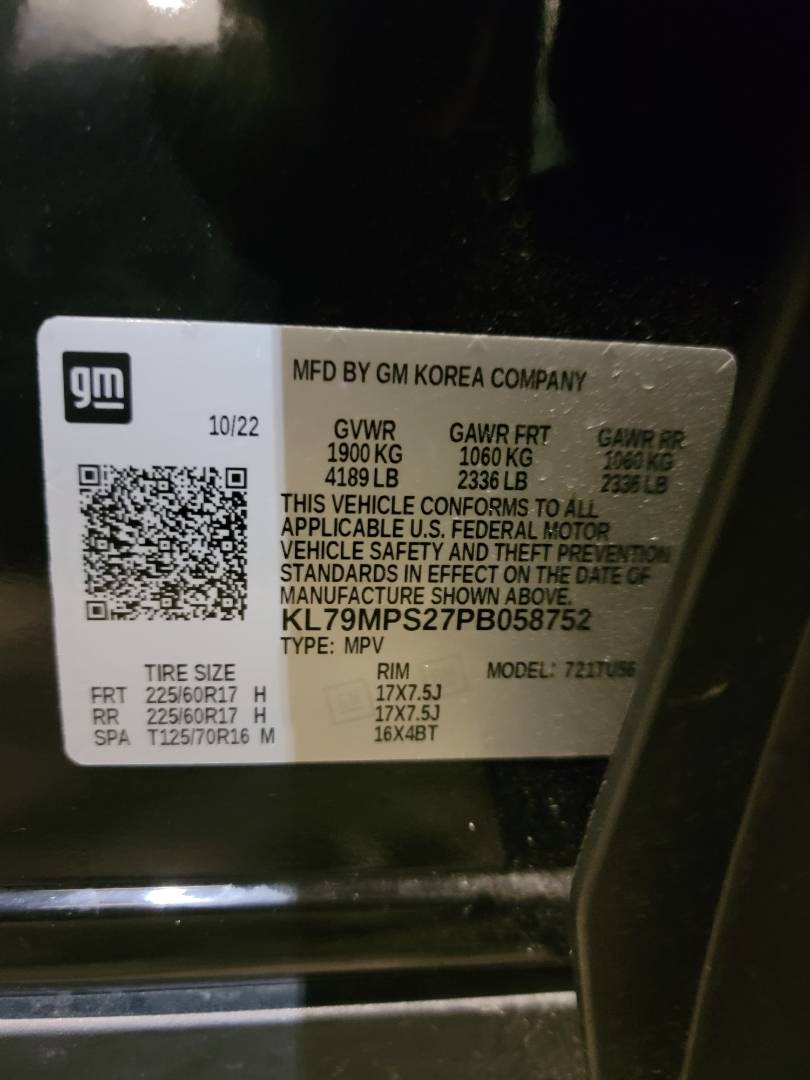 gm
MFD BY GM KOREA COMPANY
10/22
GVWR GAWR FRT GAWR RR
1900 KG 1060 KG 1060 KG
4189 LB 2336 LB 2336 LB
THIS VEHICLE CONFORMS TO ALL
APPLICABLE U.S. FEDERAL MOTOR
VEHICLE SAFETY AND THEFT PREVENTION
STANDARDS IN EFFECT ON THE DATE OF
MANUFACTURE SHOWN ABOVE.
KL79MPS27PB058752
TYPE: MPV
TIRE SIZE RIM MODEL: 721TU56
FRT 225/60R17 H 17X7.5J
RR 225/60R17 H 17X7.5J
SPA T125/70R16 M 16X4BT